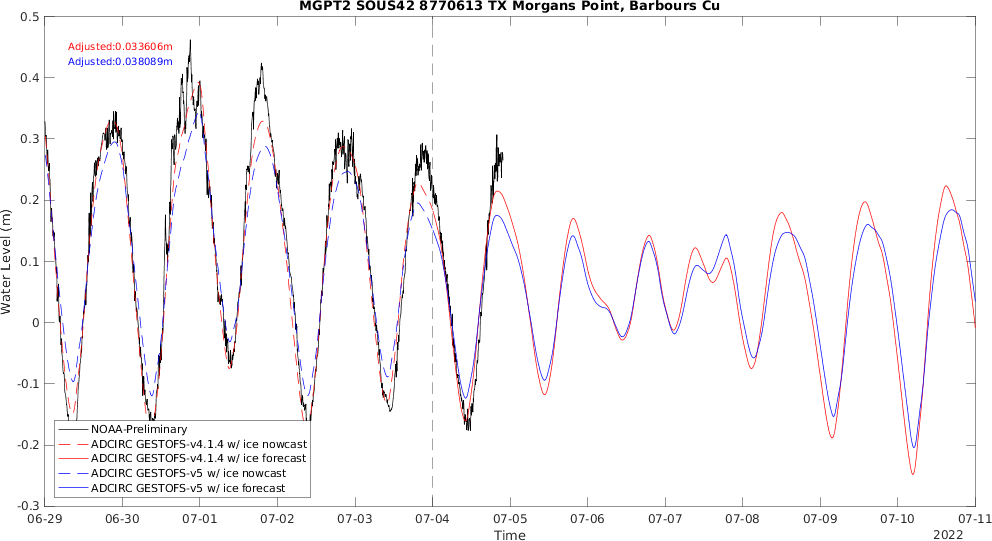 MGPT2 SOUS42 8770613 TX Morgans Point, Barbours Cu
Adjusted:0.033606m
Adjusted:0.038089m
Water Level (m)
0.5
0.4
0.3
0.2
0.1
0
-0.1
-0.2
-0.3
NOAA-Preliminary
ADCIRC GESTOFS-v4.1.4 w/ ice nowcast
ADCIRC GESTOFS-v4.1.4 w/ ice forecast
ADCIRC GESTOFS-v5 w/ ice nowcast
ADCIRC GESTOFS-v5 w/ ice forecast
06-29 06-30 07-01 07-02 07-03 07-04 07-05 07-06 07-07 07-08 07-09 07-10 07-11
Time
2022